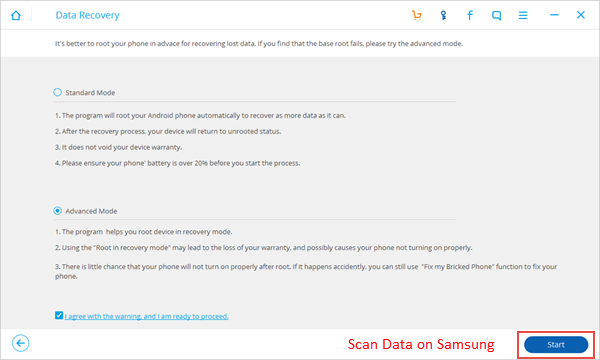 Data Recovery
It's better to root your phone in advace for recovering lost data. If you find that the base root fails, please try the advanced mode.
Standard Mode
1. The program will root your Android phone automatically to recover as more data as it can.
2. After the recovery process, your device will return to unrooted status.
3. It does not void your device warranty.
4. Please ensure your phone' battery is over 20% before you start the process.
Advanced Mode
1. The program helps you root device in recovery mode.
2. Using the "Root in recovery mode" may lead to the loss of your warranty, and possibly causes your phone not turning on properly.
3. There is little chance that your phone will not turn on properly after root. If it happens accidently, you can still use "Fix my Bricked Phone" function to fix your
phone.
I agree with the warning, and I am ready to proceed.
Scan Data on Samsung
Start